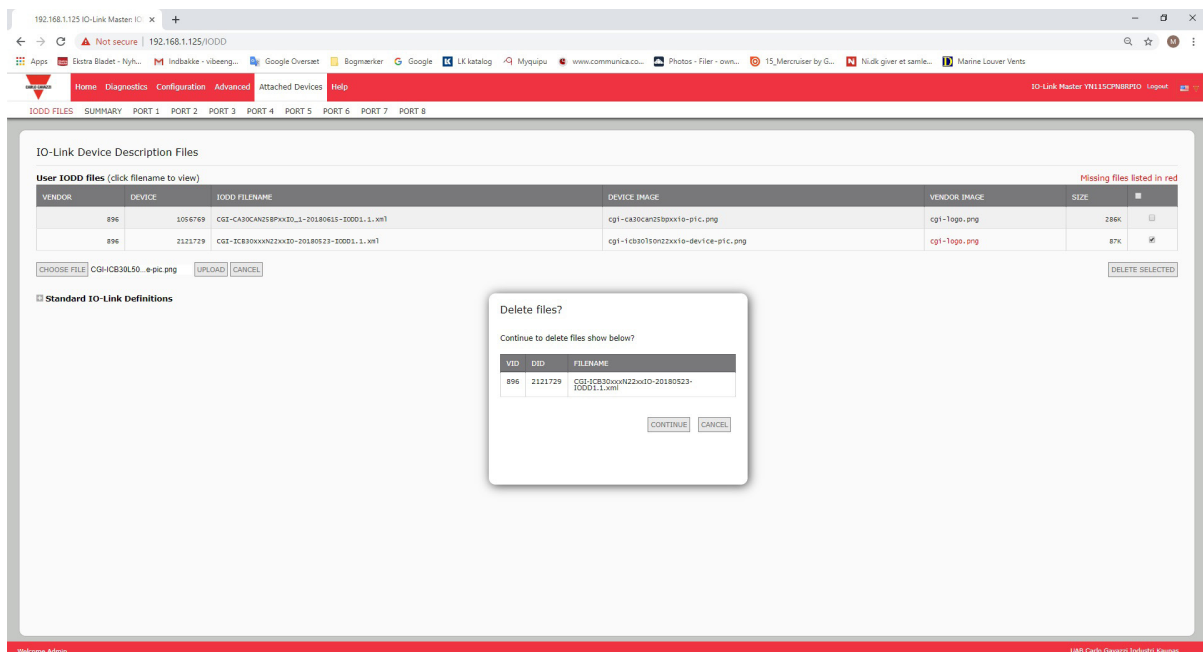 192.168.1.125 IO-Link Master: IO
Not secure 192.168.1.125/IODD
M
Apps Ekstra Bladet - Nyh... Indbakke - vibeeng... Google Oversæt Bogmærker Google LK katalog Myquipu www.communica.co... Photos - Filer - own... 15_Mercruiser by G... Ni.dk giver et samle... Marine Louver Vents
CARLO GAVAZZI Home Diagnostics Configuration Advanced Attached Devices Help IO-Link Master YN115CPN8RPIO Logout
IODD FILES SUMMARY PORT 1 PORT 2 PORT 3 PORT 4 PORT 5 PORT 6 PORT 7 PORT 8
IO-Link Device Description Files
User IODD files (click filename to view) Missing files listed in red
VENDOR DEVICE IODD FILENAME DEVICE IMAGE VENDOR IMAGE SIZE
896 1056769 CGI-CA30CAN25BPxxIO_1-20180615-IODD1.1.xml cgi-ca30can25bpxxio-pic.png cgi-logo.png 286K
896 2121729 CGI-ICB30xxxN22xxIO-20180523-IODD1.1.xml cgi-icb30l50n22xxio-device-pic.png cgi-logo.png 87K
CHOOSE FILE CGI-ICB30L50...e-pic.png UPLOAD CANCEL DELETE SELECTED
Standard IO-Link Definitions
Delete files?
Continue to delete files show below?
VID DID FILENAME
896 2121729 CGI-ICB30xxxN22xxIO-20180523-
IODD1.1.xml
CONTINUE CANCEL
Welcome Admin UAB Carlo Gavazzi Industri Kaunas